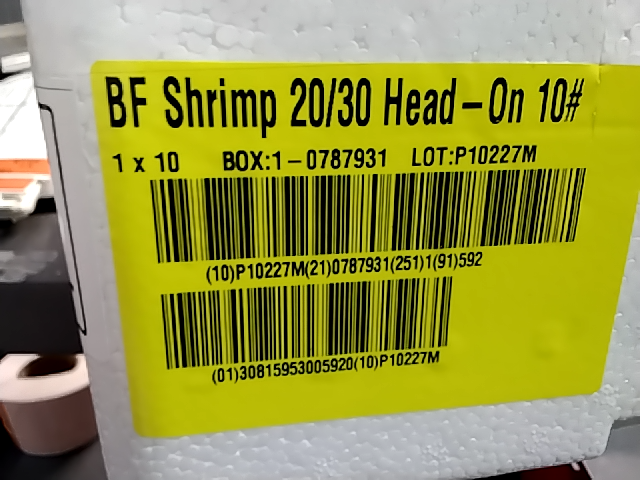 BF Shrimp 20/30 Head-On 10#
1 x 10 BOX:1-0787931 LOT:P10227M
(10)P10227M(21)0787931(251)1(91)592
(01)30815953005920(10)P10227M